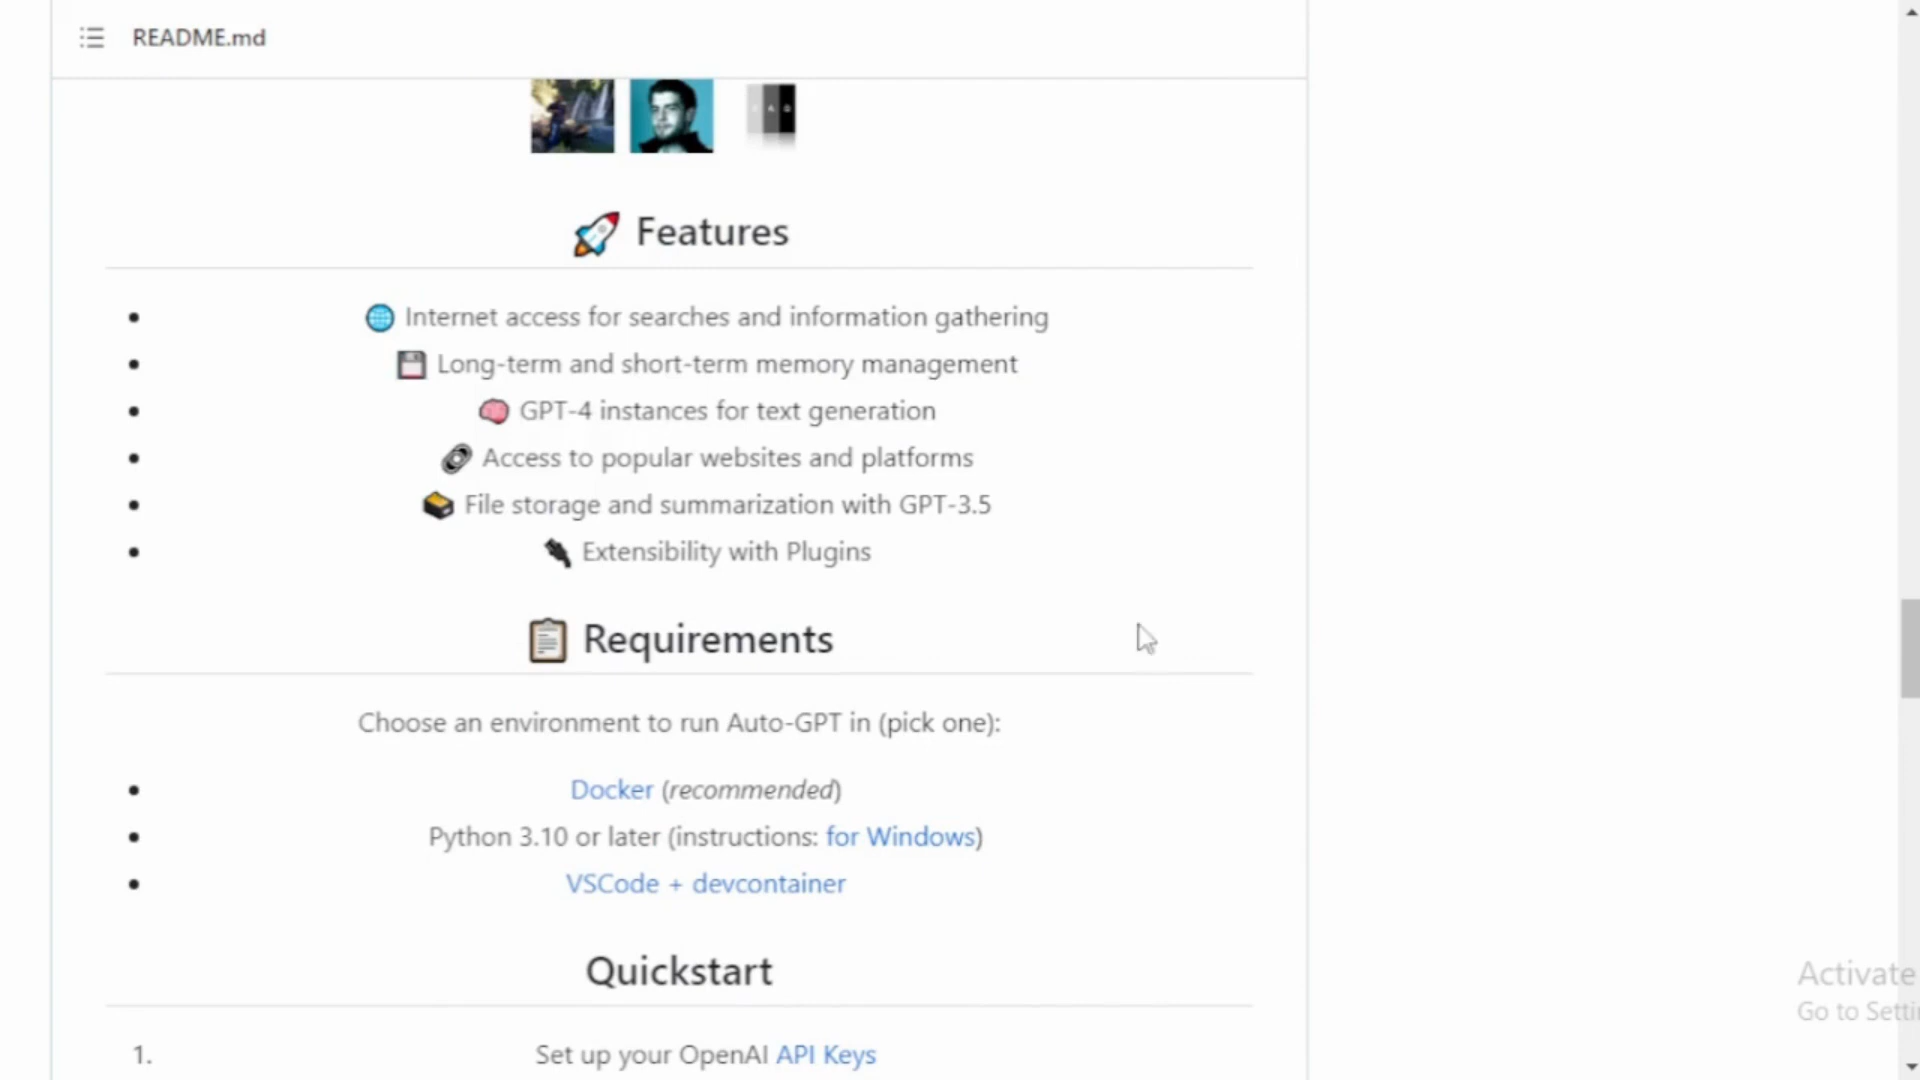 README.md
Features
Internet access for searches and information gathering
Long-term and short-term memory management
GPT-4 instances for text generation
Access to popular websites and platforms
File storage and summarization with GPT-3.5
Extensibility with Plugins
Requirements
Choose an environment to run Auto-GPT in (pick one):
Docker (recommended)
Python 3.10 or later (instructions: for Windows)
VSCode + devcontainer
Quickstart
1. Set up your OpenAI API Keys
Activate
Go to Setti